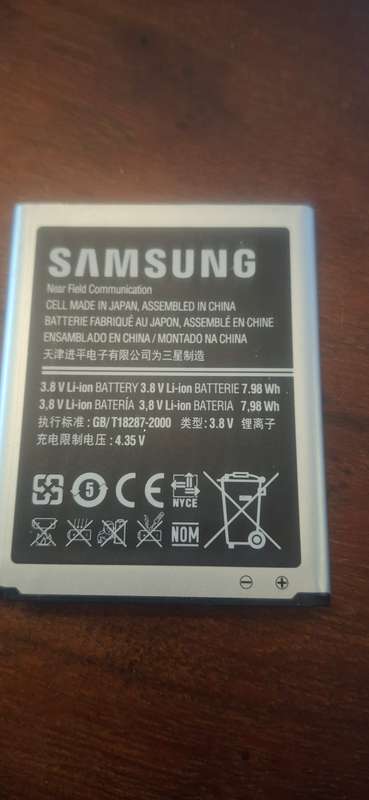 SAMSUNG
Near Field Communication
CELL MADE IN JAPAN, ASSEMBLED IN CHINA
BATTERIE FABRIQUÉ AU JAPON, ASSEMBLÉ EN CHINE
ENSAMBLADO EN CHINA / MONTADO NA CHINA
天津进平电子有限公司为三星制造
3.8 V Li-ion BATTERY 3.8 V Li-ion BATTERIE 7.98 Wh
3,8 V Li-ion BATERÍA 3,8 V Li-ion BATERIA 7,98 Wh
执行标准 : GB/T18287-2000 类型: 3.8 V 锂离子
充电限制电压 : 4.35 V
5 CE NYCE
NOM